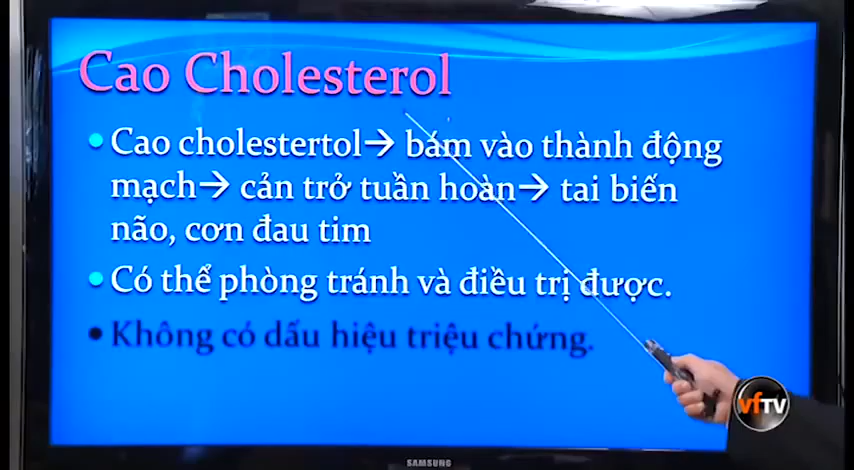 Cao Cholesterol
• Cao cholestertol→ bám vào thành động
mạch→ cản trở tuần hoàn→ tai biến
não, cơn đau tim
• Có thể phòng tránh và điều trị được.
• Không có dấu hiệu triệu chứng.
vfTV
SAMSUNG